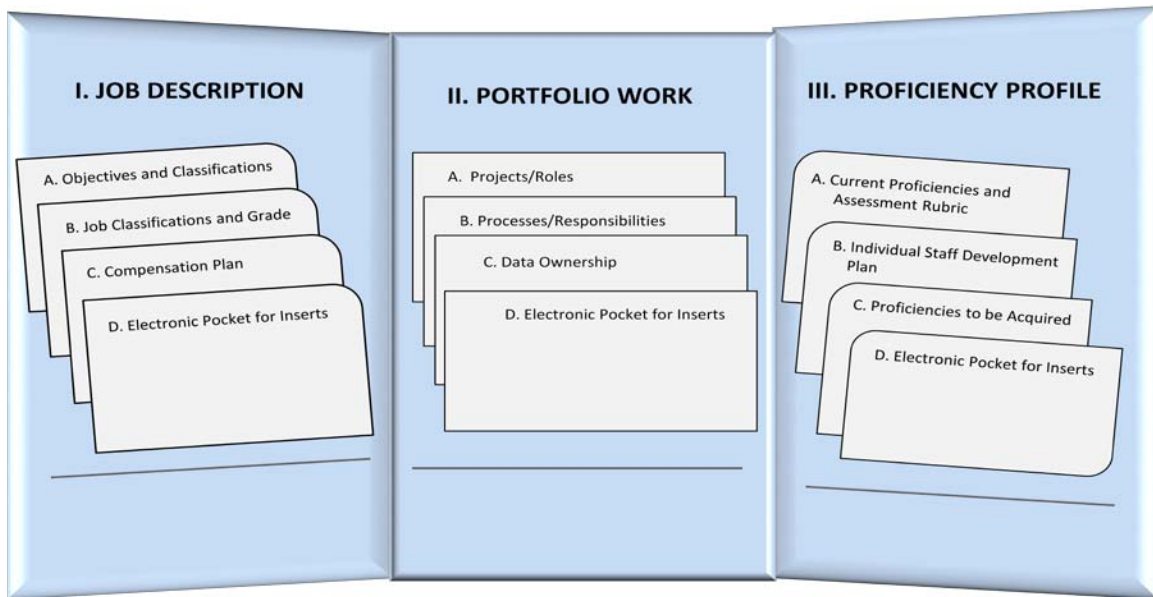 I. JOB DESCRIPTION
A. Objectives and Classifications
B. Job Classifications and Grade
C. Compensation Plan
D. Electronic Pocket for Inserts
II. PORTFOLIO WORK
A. Projects/Roles
B. Processes/Responsibilities
C. Data Ownership
D. Electronic Pocket for Inserts
III. PROFICIENCY PROFILE
A. Current Proficiencies and
Assessment Rubric
B. Individual Staff Development
Plan
C. Proficiencies to be Acquired
D. Electronic Pocket for Inserts